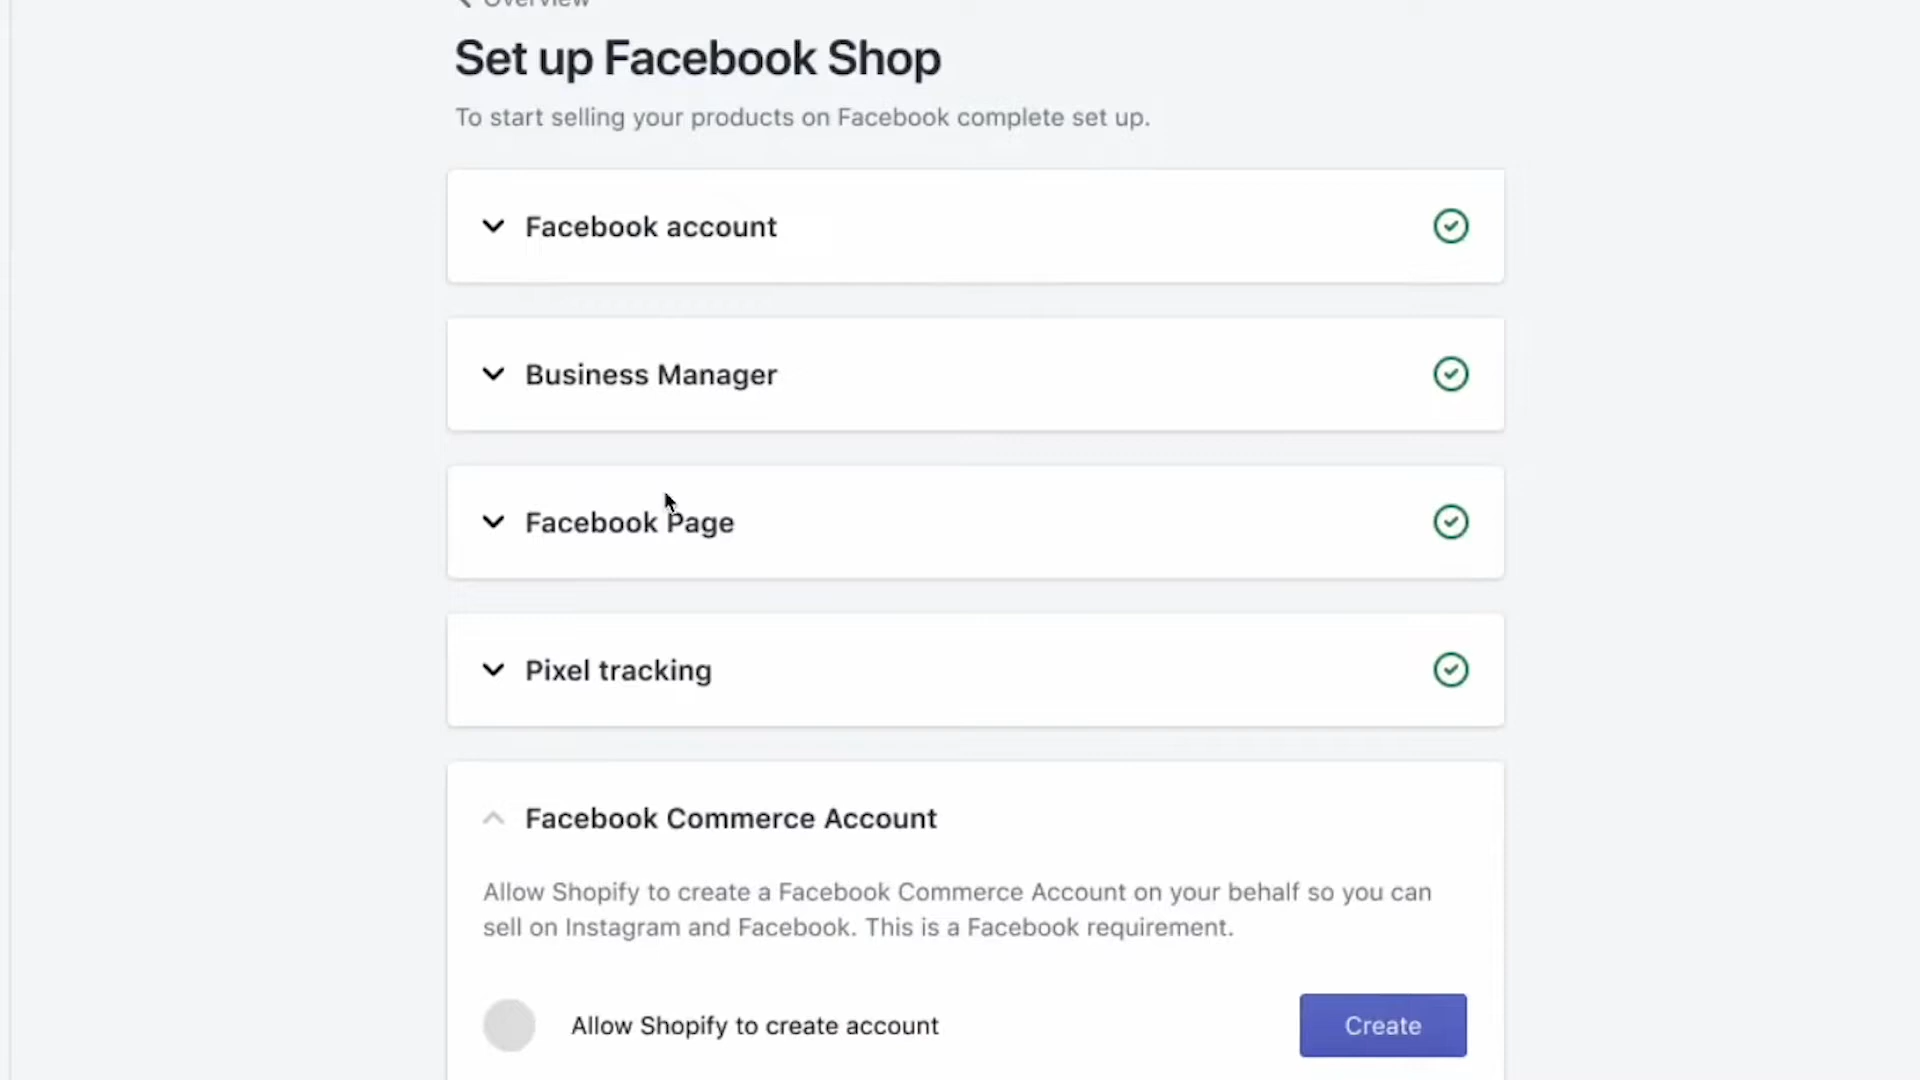 Overview
Set up Facebook Shop
To start selling your products on Facebook complete set up.
Facebook account
Business Manager
Facebook Page
Pixel tracking
Facebook Commerce Account
Allow Shopify to create a Facebook Commerce Account on your behalf so you can
sell on Instagram and Facebook. This is a Facebook requirement.
Allow Shopify to create account
Create